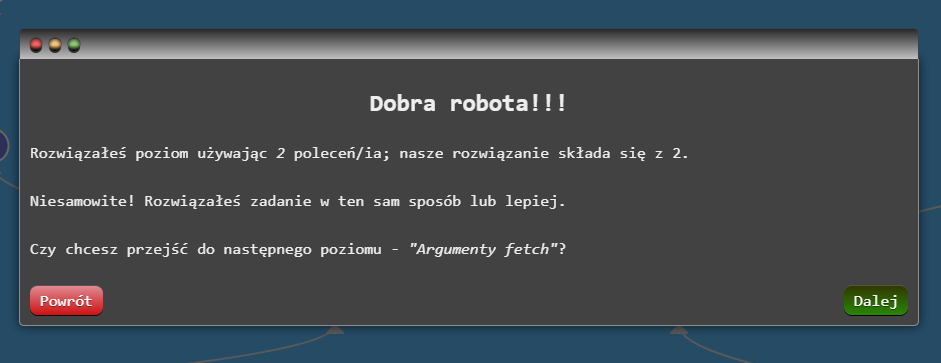 Dobra robota!!!
Rozwiązałeś poziom używając 2 poleceń/ia; nasze rozwiązanie składa się z 2.
Niesamowite! Rozwiązałeś zadanie w ten sam sposób lub lepiej.
Czy chcesz przejść do następnego poziomu - "Argumenty fetch"?
Powrót
Dalej